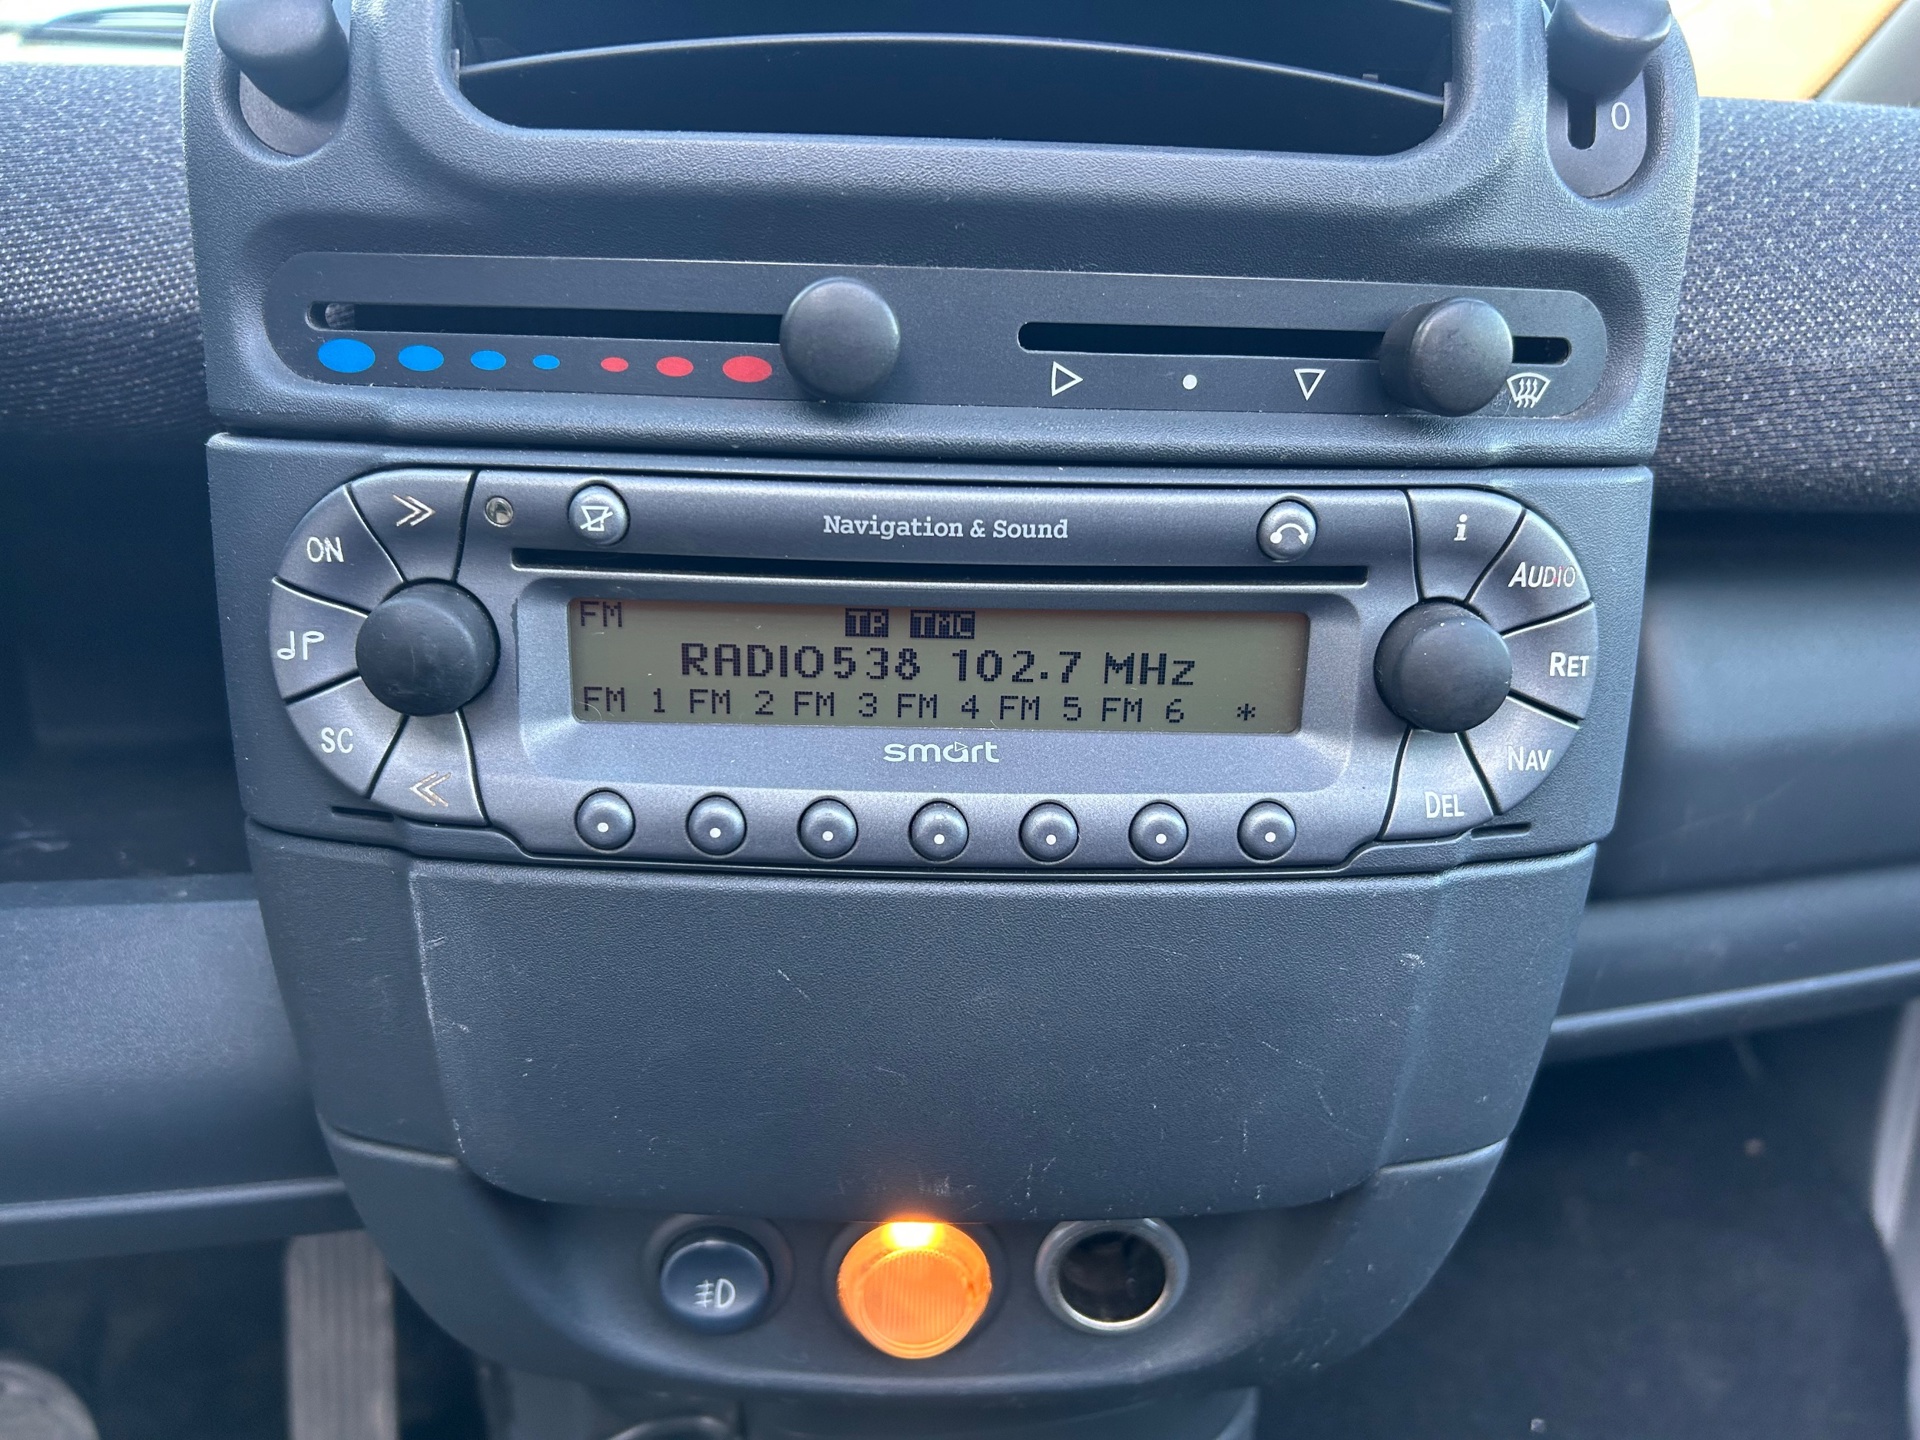 0
Navigation & Sound
i
ON
AUDIO
FM TP TMC
RADIO538 102.7 MHz
RET
FM 1 FM 2 FM 3 FM 4 FM 5 FM 6 *
SC
smart
NAV
DEL